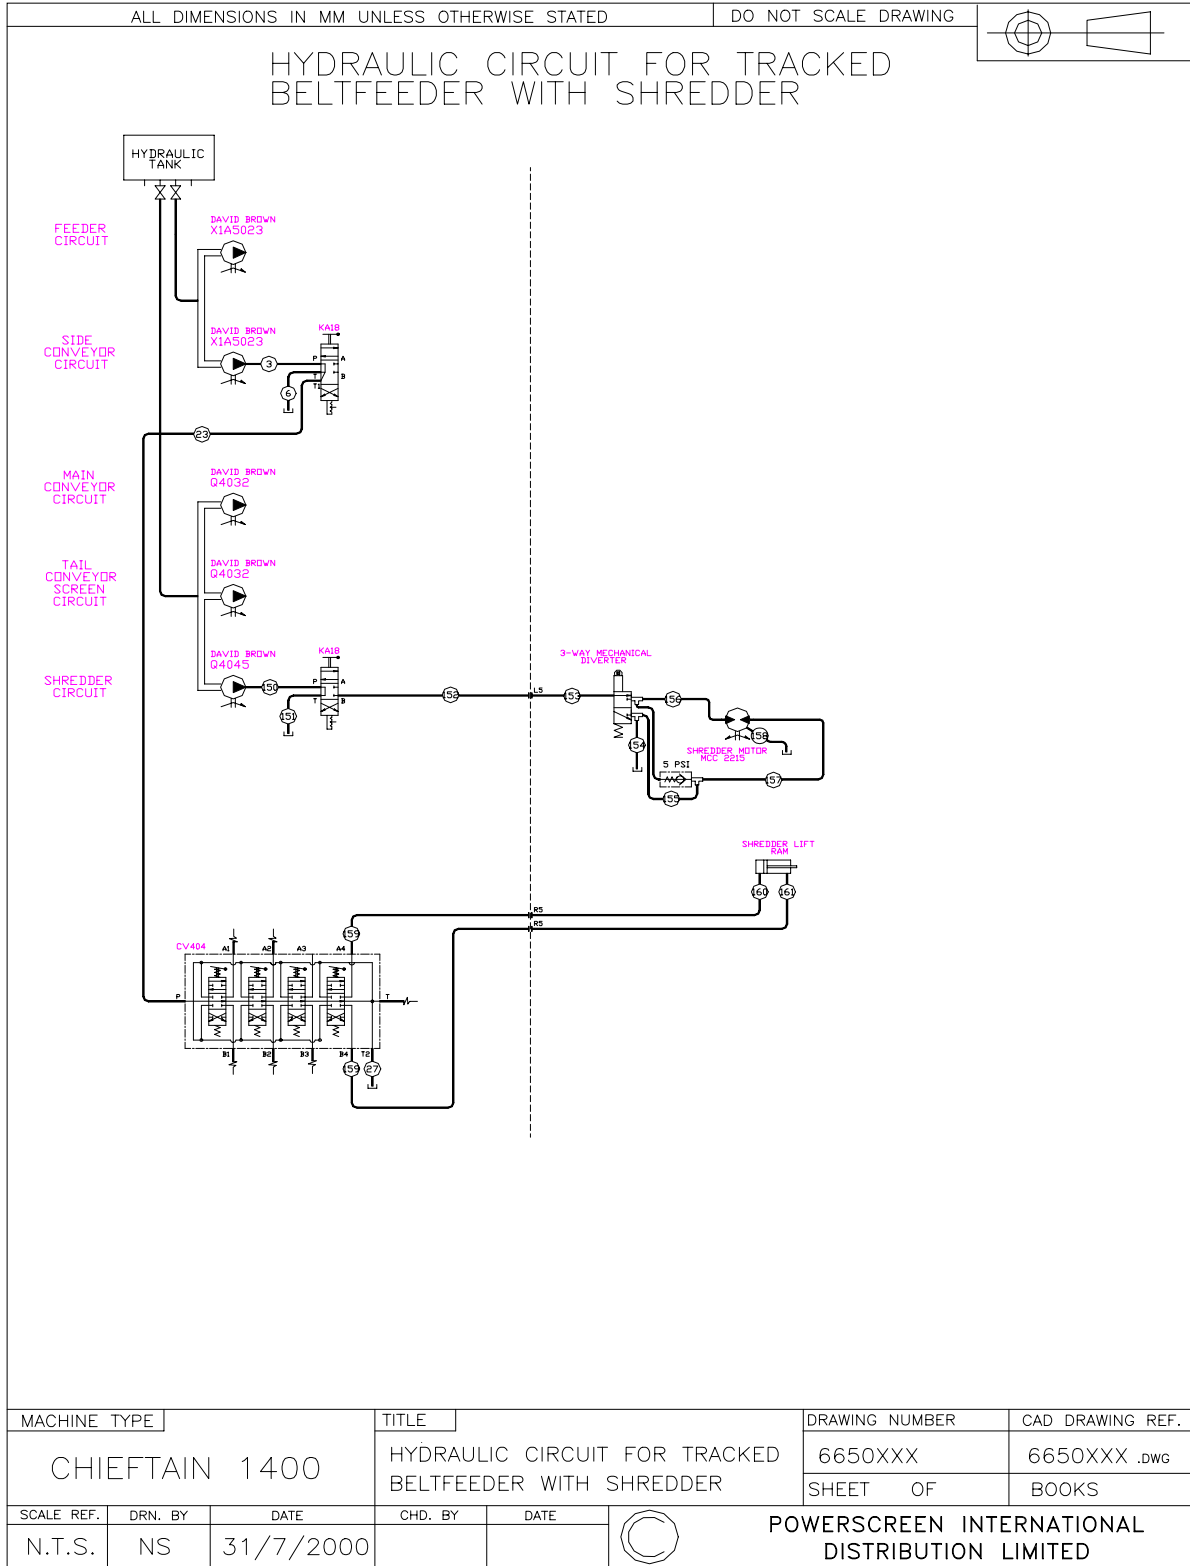 ALL DIMENSIONS IN MM UNLESS OTHERWISE STATED
DO NOT SCALE DRAWING
HYDRAULIC CIRCUIT FOR TRACKED
BELTFEEDER WITH SHREDDER
HYDRAULIC
TANK
FEEDER
CIRCUIT
DAVID BROWN
X1A5023
SIDE
CONVEYOR
CIRCUIT
DAVID BROWN
X1A5023
KA18
3
P
A
T
B
T1
6
23
MAIN
CONVEYOR
CIRCUIT
DAVID BROWN
Q4032
TAIL
CONVEYOR
SCREEN
CIRCUIT
DAVID BROWN
Q4032
SHREDDER
CIRCUIT
DAVID BROWN
Q4045
KA18
150
P
A
T
B
151
152
L5
153
3-WAY MECHANICAL
DIVERTER
156
154
158
SHREDDER MOTOR
MCC 2215
5 PSI
155
157
SHREDDER LIFT
RAM
160
161
R5
R5
159
CV404
A1
A2
A3
A4
P
T
B1
B2
B3
B4
T2
159
27
MACHINE TYPE
CHIEFTAIN 1400
TITLE
HYDRAULIC CIRCUIT FOR TRACKED
BELTFEEDER WITH SHREDDER
DRAWING NUMBER
6650XXX
CAD DRAWING REF.
6650XXX .DWG
SHEET OF
BOOKS
SCALE REF.
N.T.S.
DRN. BY
NS
DATE
31/7/2000
CHD. BY
DATE
POWERSCREEN INTERNATIONAL
DISTRIBUTION LIMITED